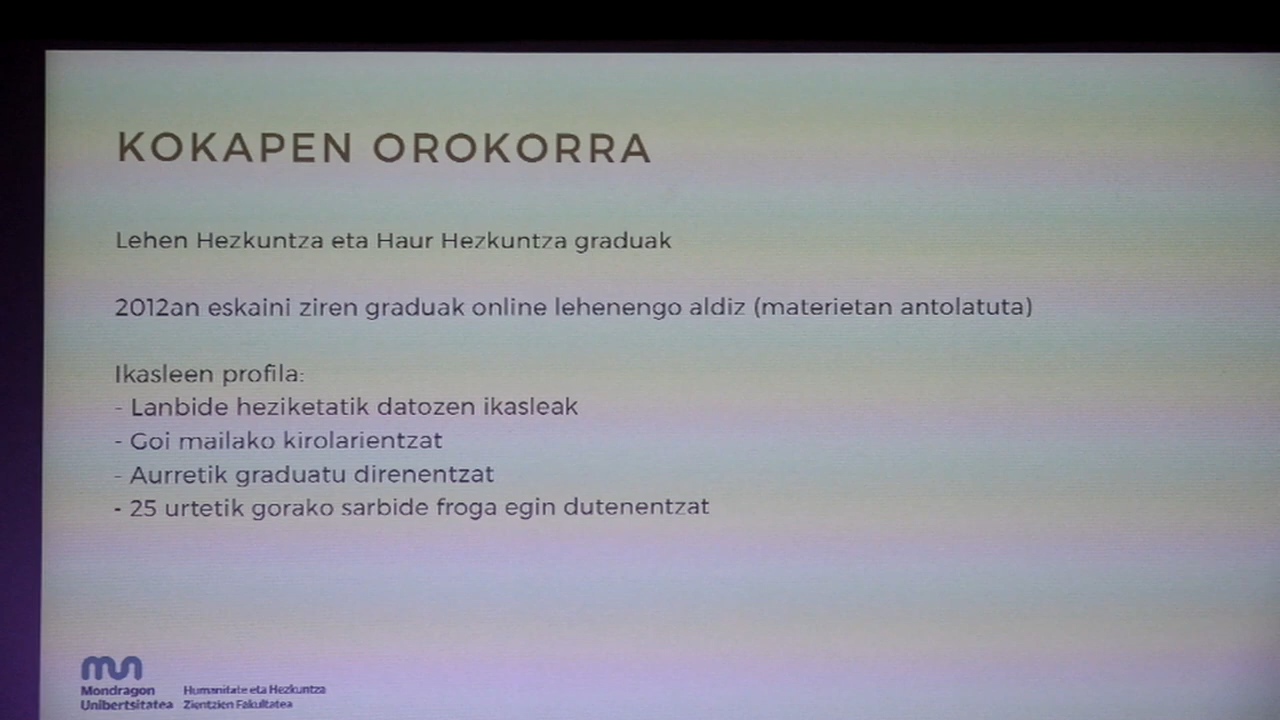 KOKAPEN OROKORRA
Lehen Hezkuntza eta Haur Hezkuntza graduak
2012an eskaini ziren graduak online lehenengo aldiz (materietan antolatuta)
Ikasleen profila:
- Lanbide heziketatik datozen ikasleak
- Goi mailako kirolarientzat
- Aurretik graduatu direnentzat
- 25 urtetik gorako sarbide froga egin dutenentzat
mun
Mondragon
Unibertsitatea
Humanitate eta Hezkuntza
Zientzien Fakultatea